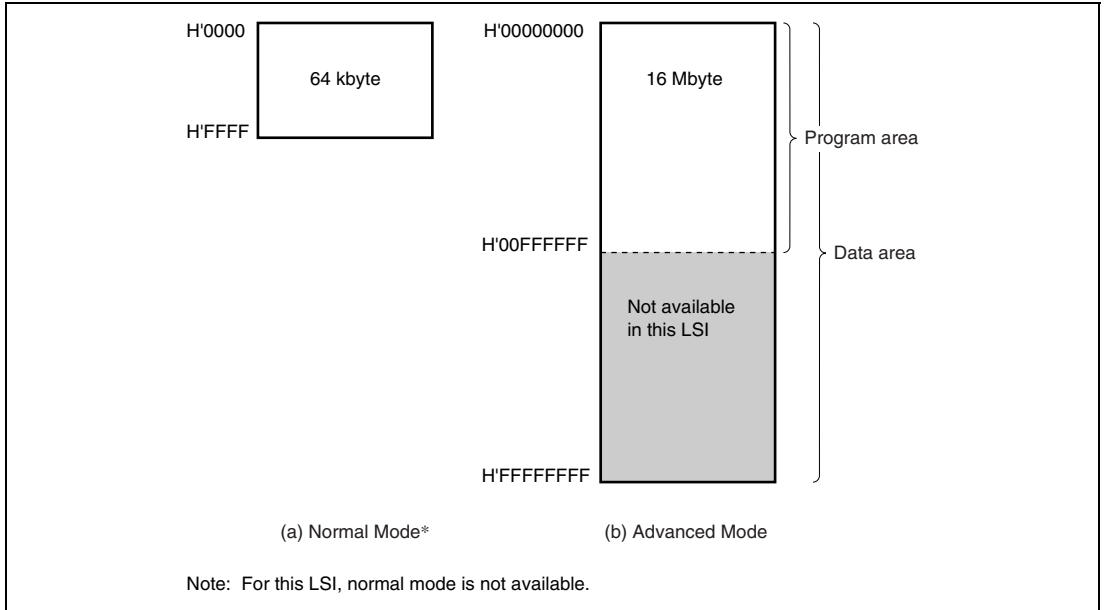 H'0000
64 kbyte
H'FFFF
H'00000000
16 Mbyte
Program area
H'00FFFFFF
Data area
Not available
in this LSI
H'FFFFFFFF
(a) Normal Mode*
(b) Advanced Mode
Note: For this LSI, normal mode is not available.